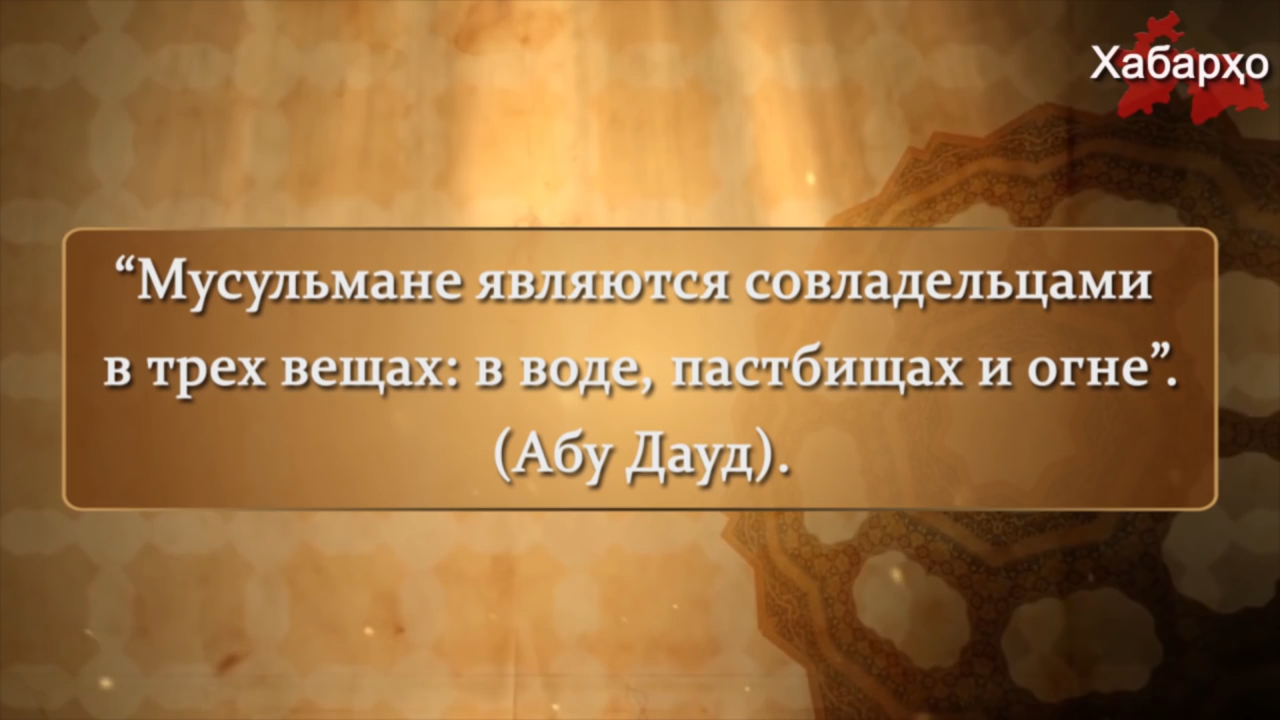 Хабарҳо
“Мусульмане являются совладельцами
в трех вещах: в воде, пастбищах и огне”.
(Абу Дауд).